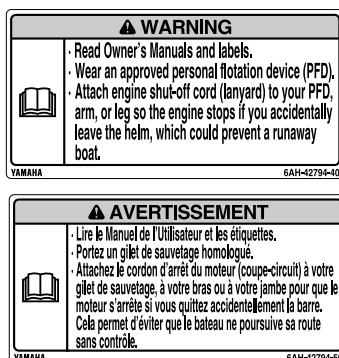 WARNING
· Read Owner's Manuals and labels.
· Wear an approved personal flotation device (PFD).
· Attach engine shut-off cord (lanyard) to your PFD,
arm, or leg so the engine stops if you accidentally
leave the helm, which could prevent a runaway
boat.
YAMAHA 6AH-42794-40
AVERTISSEMENT
· Lire le Manuel de l'Utilisateur et les étiquettes.
· Portez un gilet de sauvetage homologué.
· Attachez le cordon d'arrêt du moteur (coupe-circuit) à votre
gilet de sauvetage, à votre bras ou à votre jambe pour que le
moteur s'arrête si vous quittez accidentellement la barre.
Cela permet d'éviter que le bateau ne poursuive sa route
sans contrôle.
YAMAHA